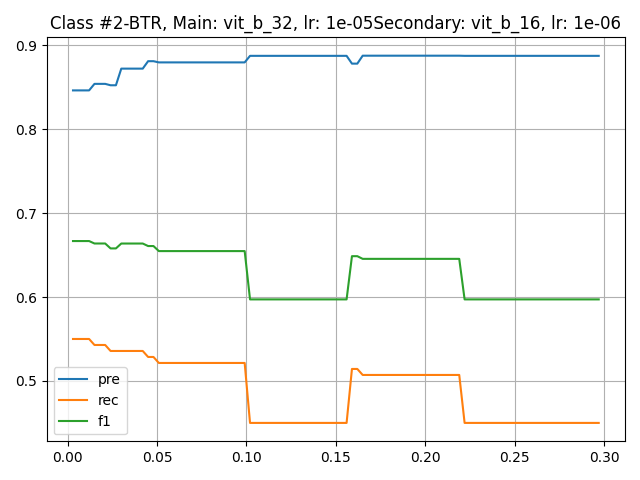 Class #2-BTR, Main: vit_b_32, lr: 1e-05Secondary: vit_b_16, lr: 1e-06
0.9
0.8
0.7
0.6
0.5
pre
rec
f1
0.00 0.05 0.10 0.15 0.20 0.25 0.30